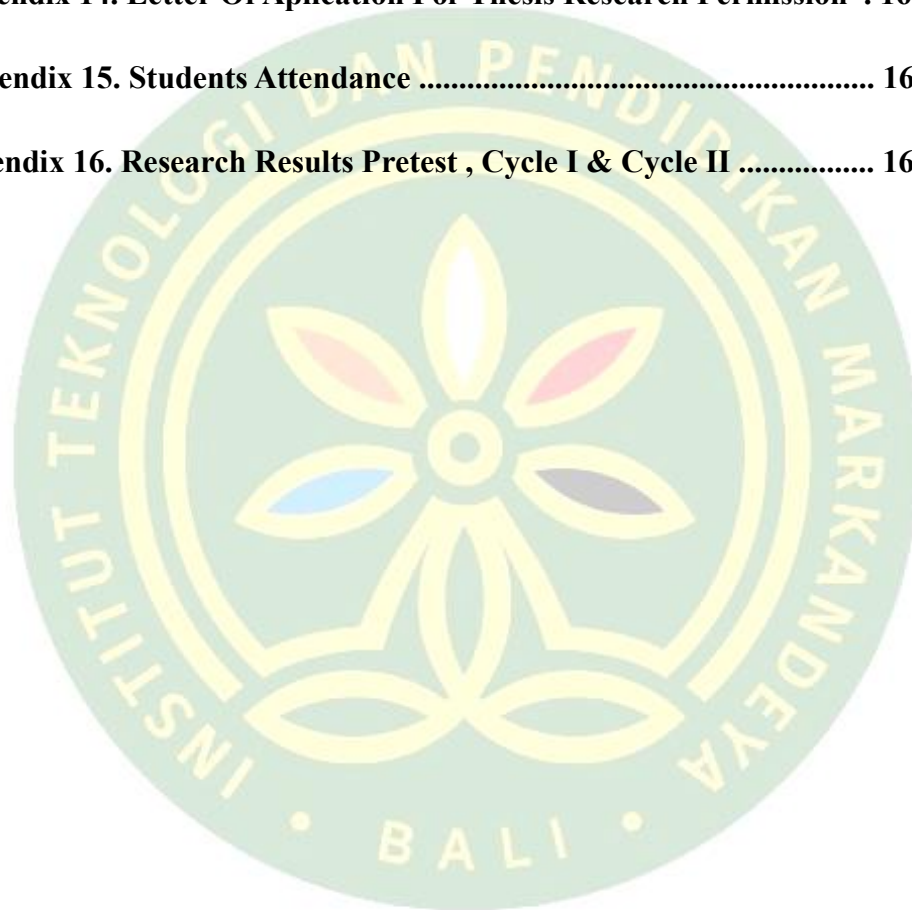 endix 14. Letter Of Aplication For Thesis Research Permission . 16
endix 15. Students Attendance ...................................................... 16
endix 16. Research Results Pretest , Cycle I & Cycle II ................. 16
INSTITUT TEKNOLOGI DAN PENDIDIKAN MARKANDEYA
• BALI •